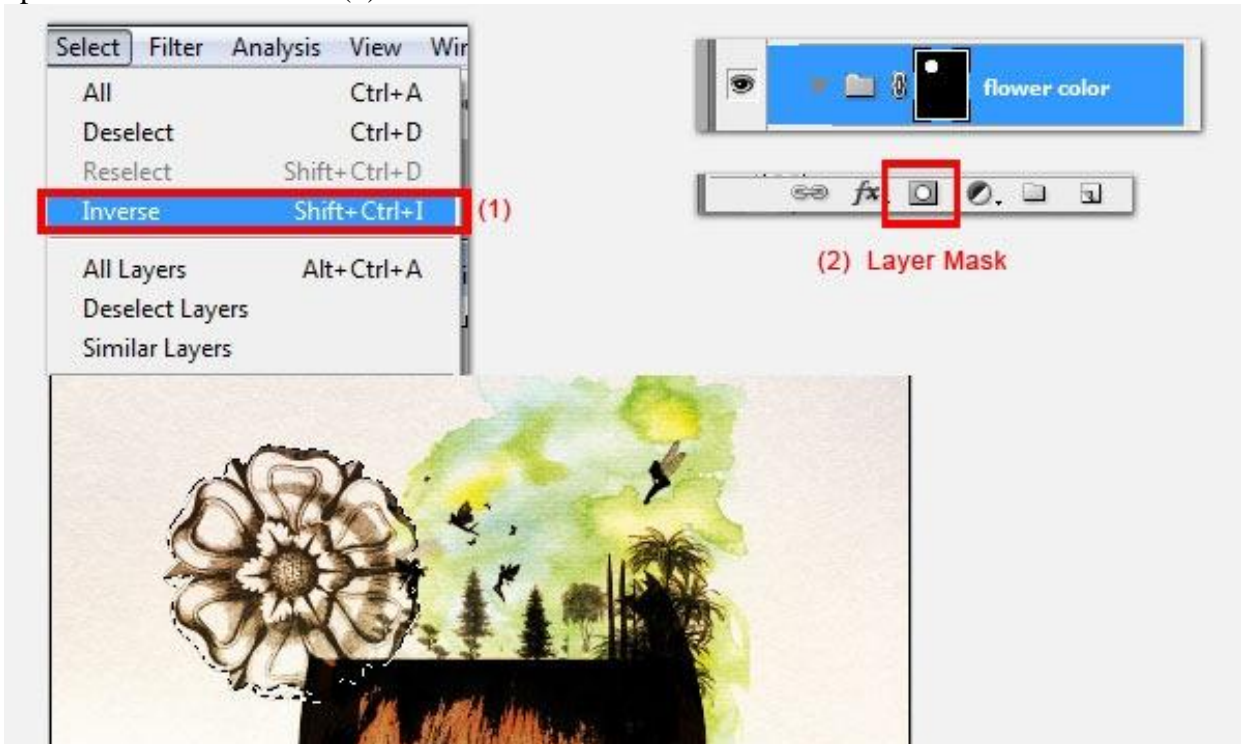 Select Filter Analysis View
All Ctrl+A
Deselect Ctrl+D
Reselect Shift+Ctrl+D
Inverse Shift+Ctrl+I (1)
All Layers Alt+Ctrl+A
Deselect Layers
Similar Layers
flower color
fx
(2) Layer Mask